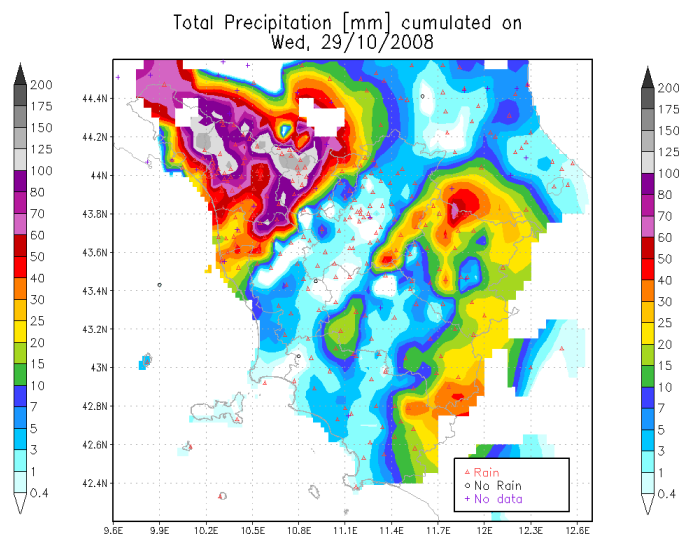 Total Precipitation [mm] cumulated on
Wed, 29/10/2008
200
175
150
125
100
80
70
60
50
40
30
25
20
15
10
7
5
3
1
0.4
44.4N
44.2N
44N
43.8N
43.6N
43.4N
43.2N
43N
42.8N
42.6N
42.4N
200
175
150
125
100
80
70
60
50
40
30
25
20
15
10
7
5
3
1
0.4
Rain
No Rain
No data
9.6E 9.9E 10.2E 10.5E 10.8E 11.1E 11.4E 11.7E 12E 12.3E 12.6E